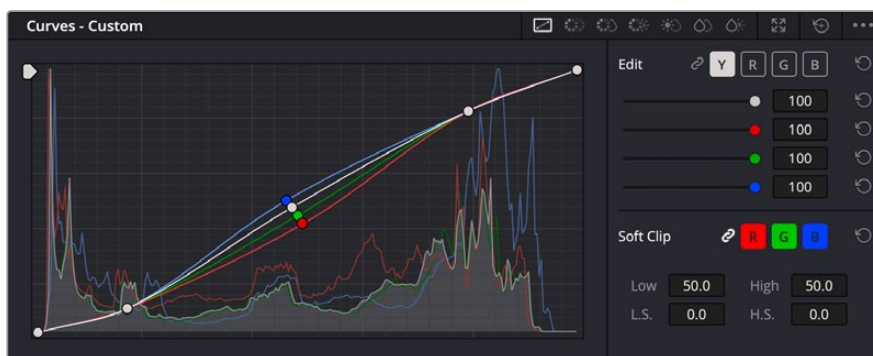 Curves - Custom
Edit Y R G B
100
100
100
100
Soft Clip R G B
Low 50.0 High 50.0
L.S. 0.0 H.S. 0.0